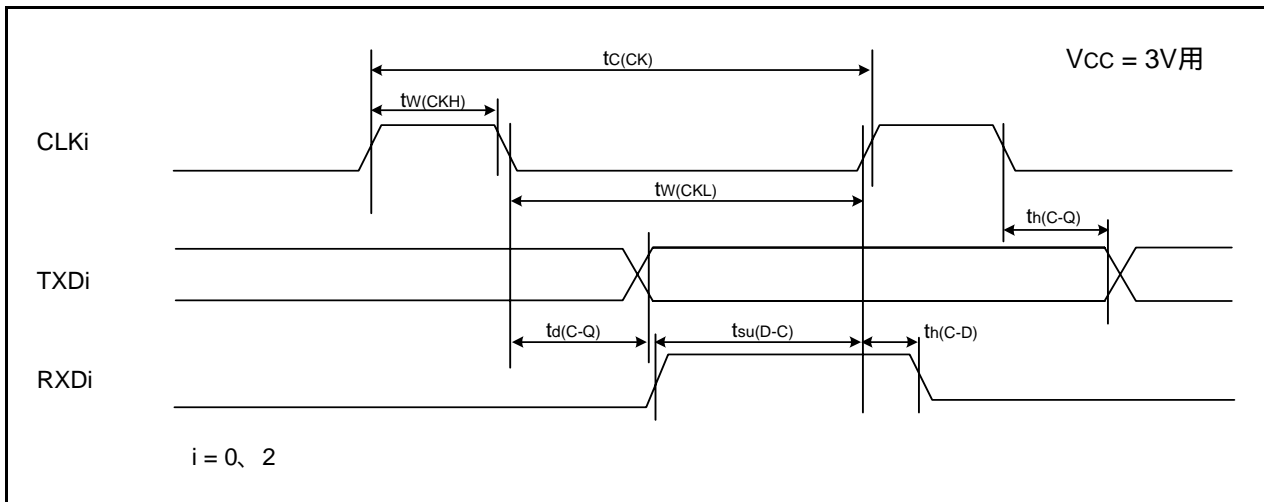 tC(CK)
VCC = 3V用
tW(CKH)
CLKi
tW(CKL)
th(C-Q)
TXDi
td(C-Q)
tsu(D-C)
th(C-D)
RXDi
i = 0、2